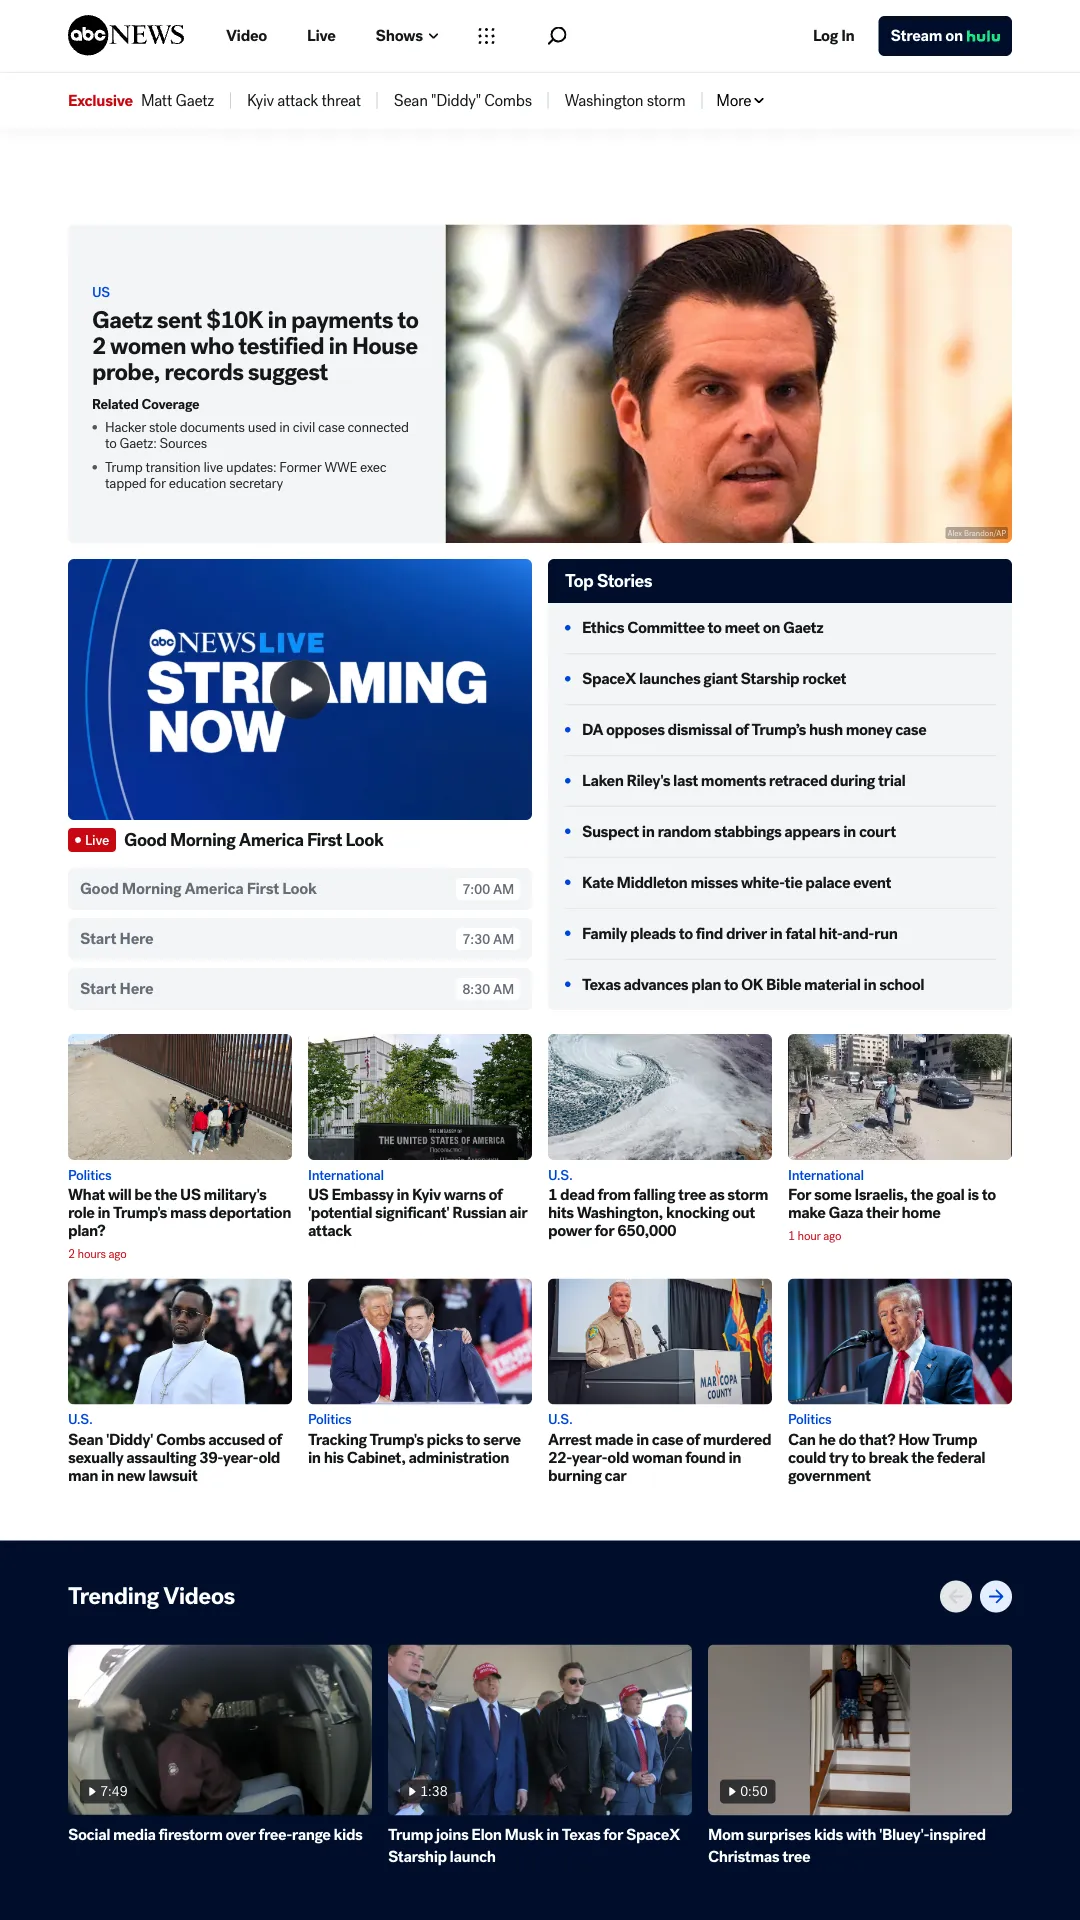 abc NEWS
Video
Live
Shows
Log In
Stream on hulu
Exclusive
Matt Gaetz
Kyiv attack threat
Sean "Diddy" Combs
Washington storm
More
US
Gaetz sent $10K in payments to
2 women who testified in House
probe, records suggest
Related Coverage
Hacker stole documents used in civil case connected
to Gaetz: Sources
Trump transition live updates: Former WWE exec
tapped for education secretary
Alex Brandon/AP
abc NEWS LIVE
STREAMING
NOW
Live
Good Morning America First Look
Good Morning America First Look
7:00 AM
Start Here
7:30 AM
Start Here
8:30 AM
Top Stories
Ethics Committee to meet on Gaetz
SpaceX launches giant Starship rocket
DA opposes dismissal of Trump’s hush money case
Laken Riley's last moments retraced during trial
Suspect in random stabbings appears in court
Kate Middleton misses white-tie palace event
Family pleads to find driver in fatal hit-and-run
Texas advances plan to OK Bible material in school
THE EMBASSY OF
THE UNITED STATES OF AMERICA
Politics
What will be the US military's
role in Trump's mass deportation
plan?
2 hours ago
International
US Embassy in Kyiv warns of
'potential significant' Russian air
attack
U.S.
1 dead from falling tree as storm
hits Washington, knocking out
power for 650,000
International
For some Israelis, the goal is to
make Gaza their home
1 hour ago
MARICOPA
COUNTY
U.S.
Sean 'Diddy' Combs accused of
sexually assaulting 39-year-old
man in new lawsuit
Politics
Tracking Trump's picks to serve
in his Cabinet, administration
U.S.
Arrest made in case of murdered
22-year-old woman found in
burning car
Politics
Can he do that? How Trump
could try to break the federal
government
Trending Videos
7:49
1:38
0:50
Social media firestorm over free-range kids
Trump joins Elon Musk in Texas for SpaceX
Starship launch
Mom surprises kids with 'Bluey'-inspired
Christmas tree